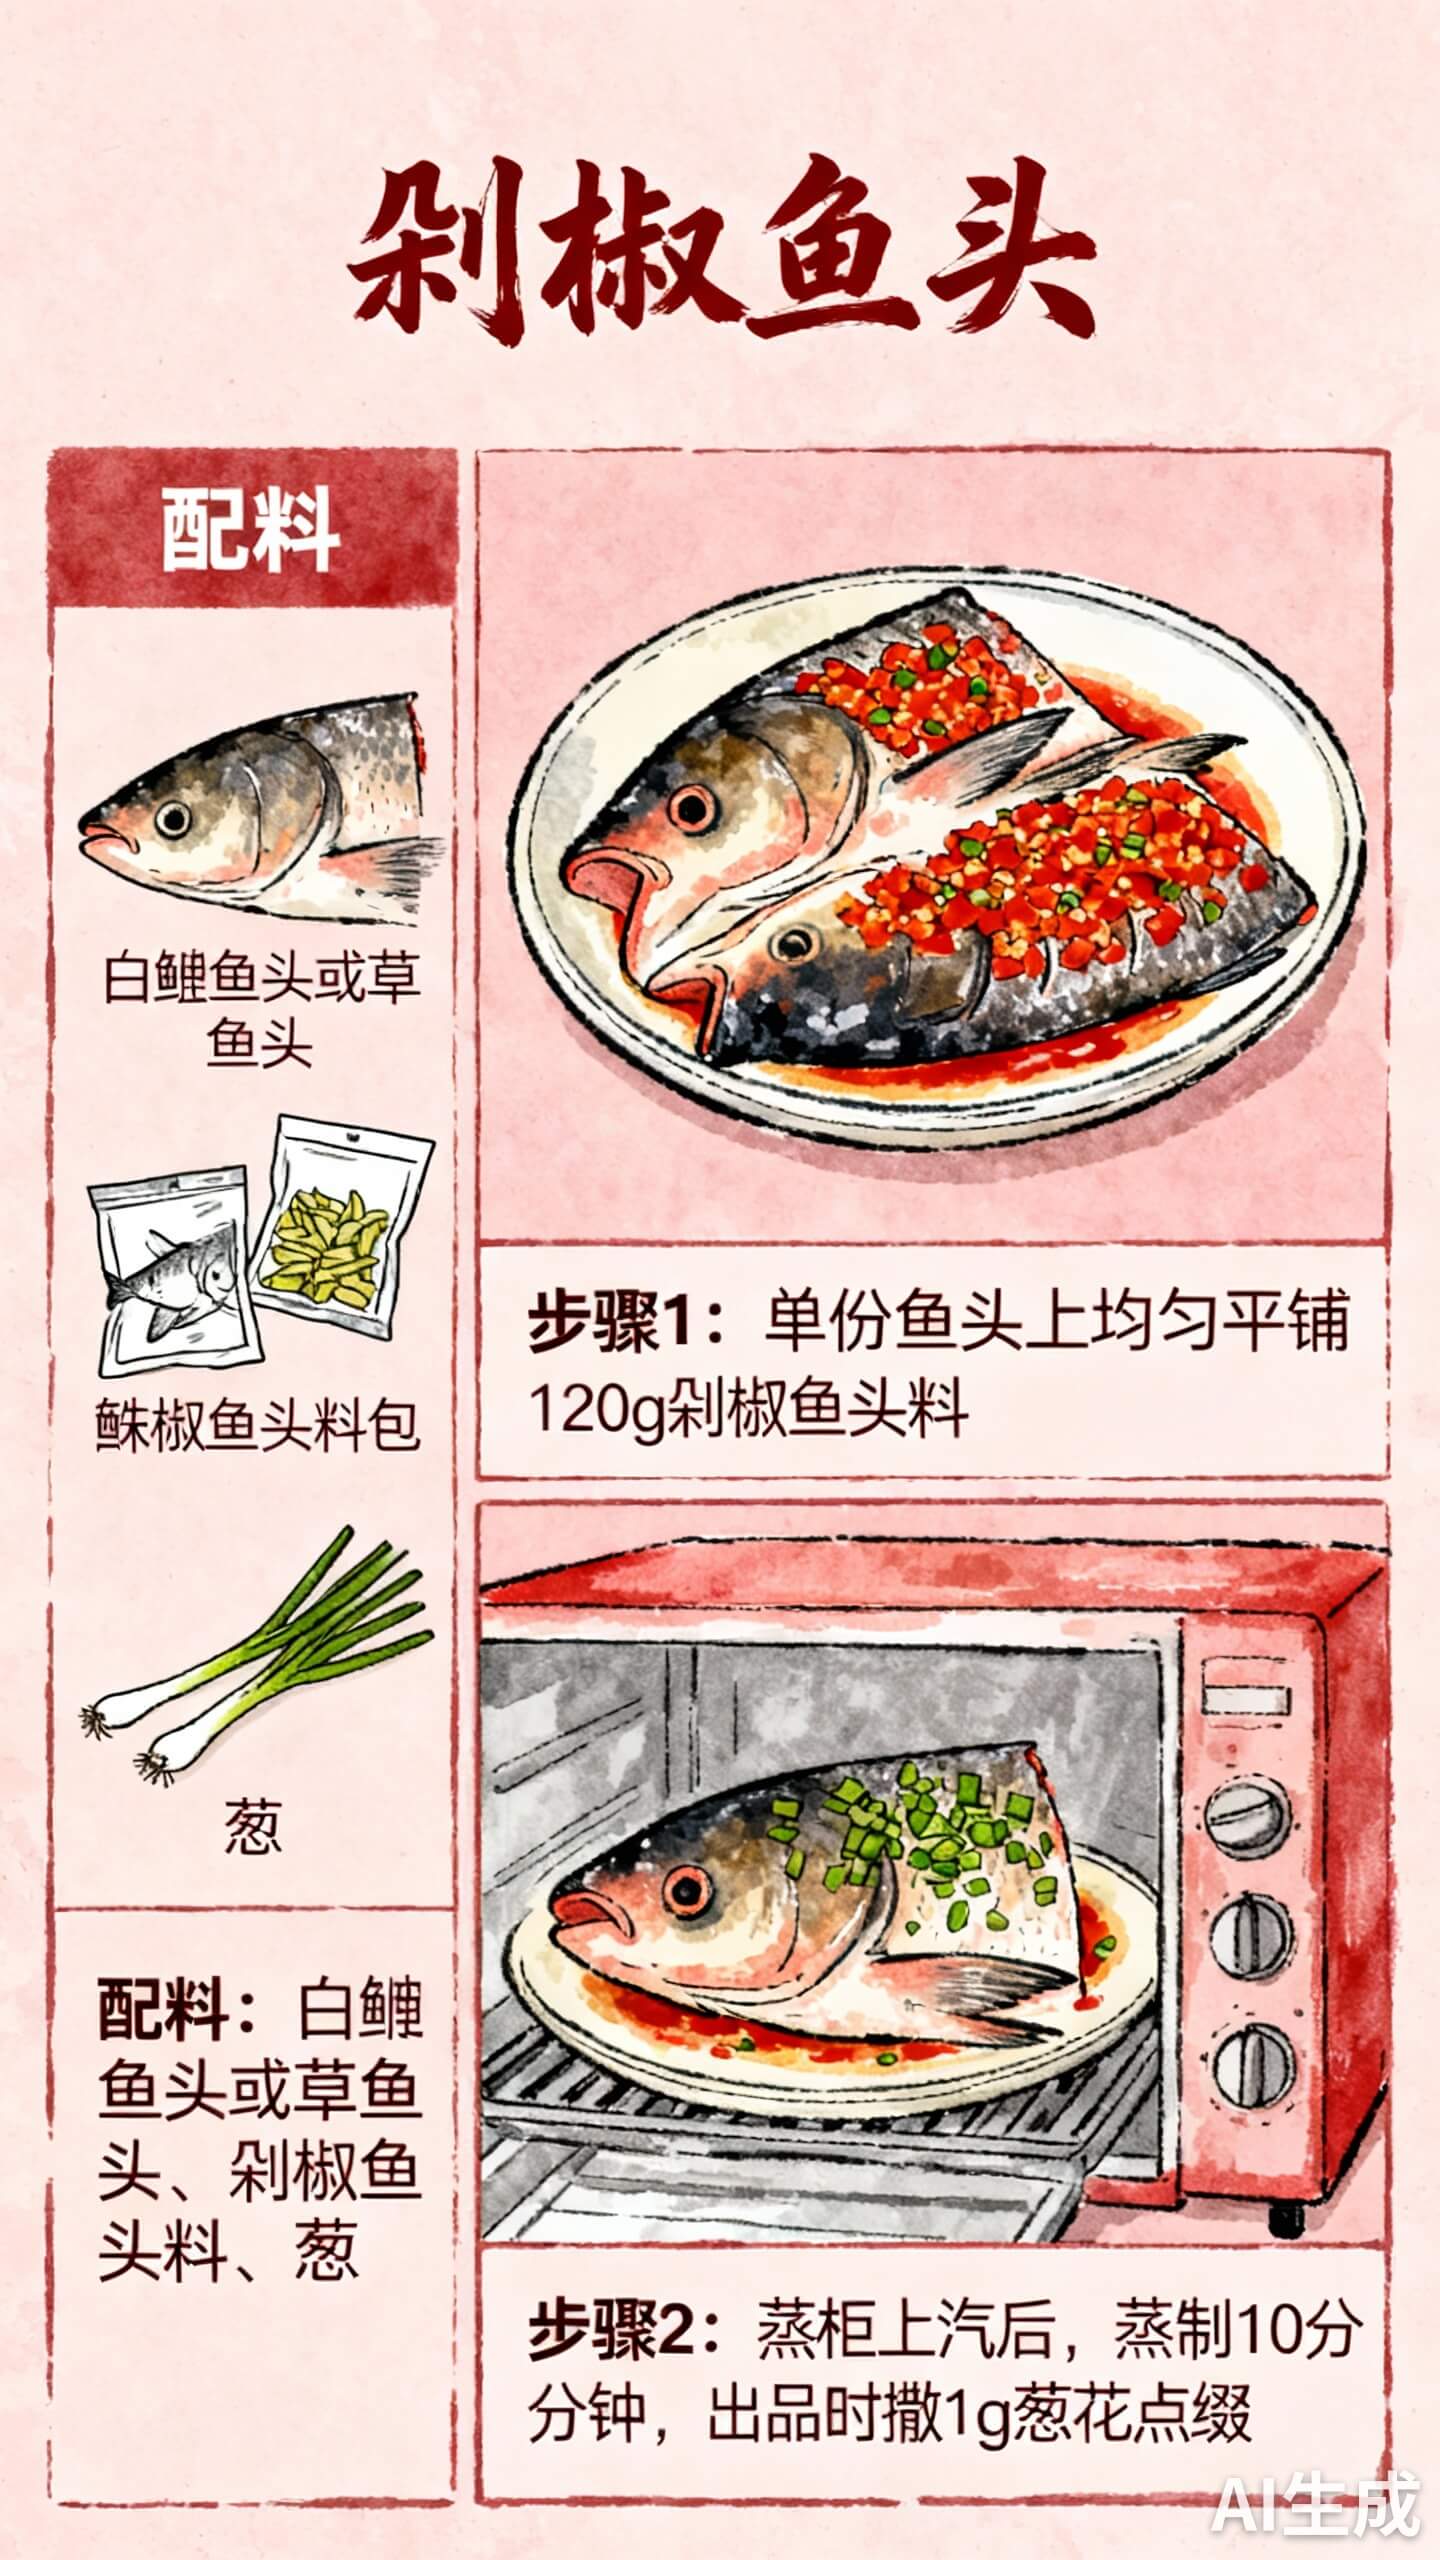 剁椒鱼头
配料
白鲢鱼头或草
鱼头
椒鱼头料包
葱
配料：白
鱼头或草鱼
头、剁椒鱼
头料、葱
步骤1：单份鱼头上均匀平铺
120g剁椒鱼头料
步骤2：蒸柜上汽后，蒸制10分
分钟，出品时撒1g葱花点缀
AI生成